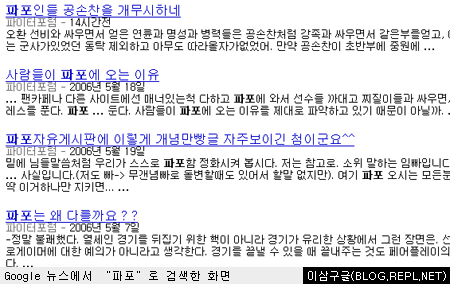 파포인들 공손찬을 개무시하네
파이터포럼 - 14시간전
오환 선비와 싸우면서 얻은 연륜과 명성과 병력들은 공손찬처럼 강족과 싸우면서 갈은부를얻고, 이
는 군사가있었던 동탁 제외하고 아무도 따라올자가없었어. 만약 공손찬이 초반부에 중원에 ...
사람들이 파포에 오는 이유
파이터포럼 - 2006년 5월 18일
... 팬카페나 다른 사이트에선 매너있는척 다하고 파포에 와서 선수들 까대고 찌질이들과 싸우면서
레스를 푼다. 파포 ... 둔다. 사람들이 파포에 오는 이유를 제대로 파악하고 있기 때문이 아닐까. ..
파포자유게시판에 이렇게 개념만빵글 자주보이긴 첨이군요^^
파이터포럼 - 2006년 5월 19일
밑에 님들말씀처럼 우리가 스스로 파포함 정화시켜 봅시다. 저는 참고로. 소위 말하는 임빠입니다
... 사실입니다.(저도 빠-> 무갠념빠로 돌변할때도 있어서 할말 없지만). 여기 파포 오시는 모든분
딱 이거하나만 지키면... ...
파포는 왜 다를까요??
파이터포럼 - 2006년 5월 7일
-정말 불쾌했다. 열세인 경기를 뒤집기 위한 핵이 아니라 경기가 유리한 상황에서 그런 장면은. 선
로게이머에 대한 예의가 아니라고 생각한다. 경기를 끝낼 수 있을 때 끝내주는 것도 페어플레이의
다. ...
Google 뉴스에서 "파포"로 검색한 화면
이삼구글(BLOG,REPL,NET)